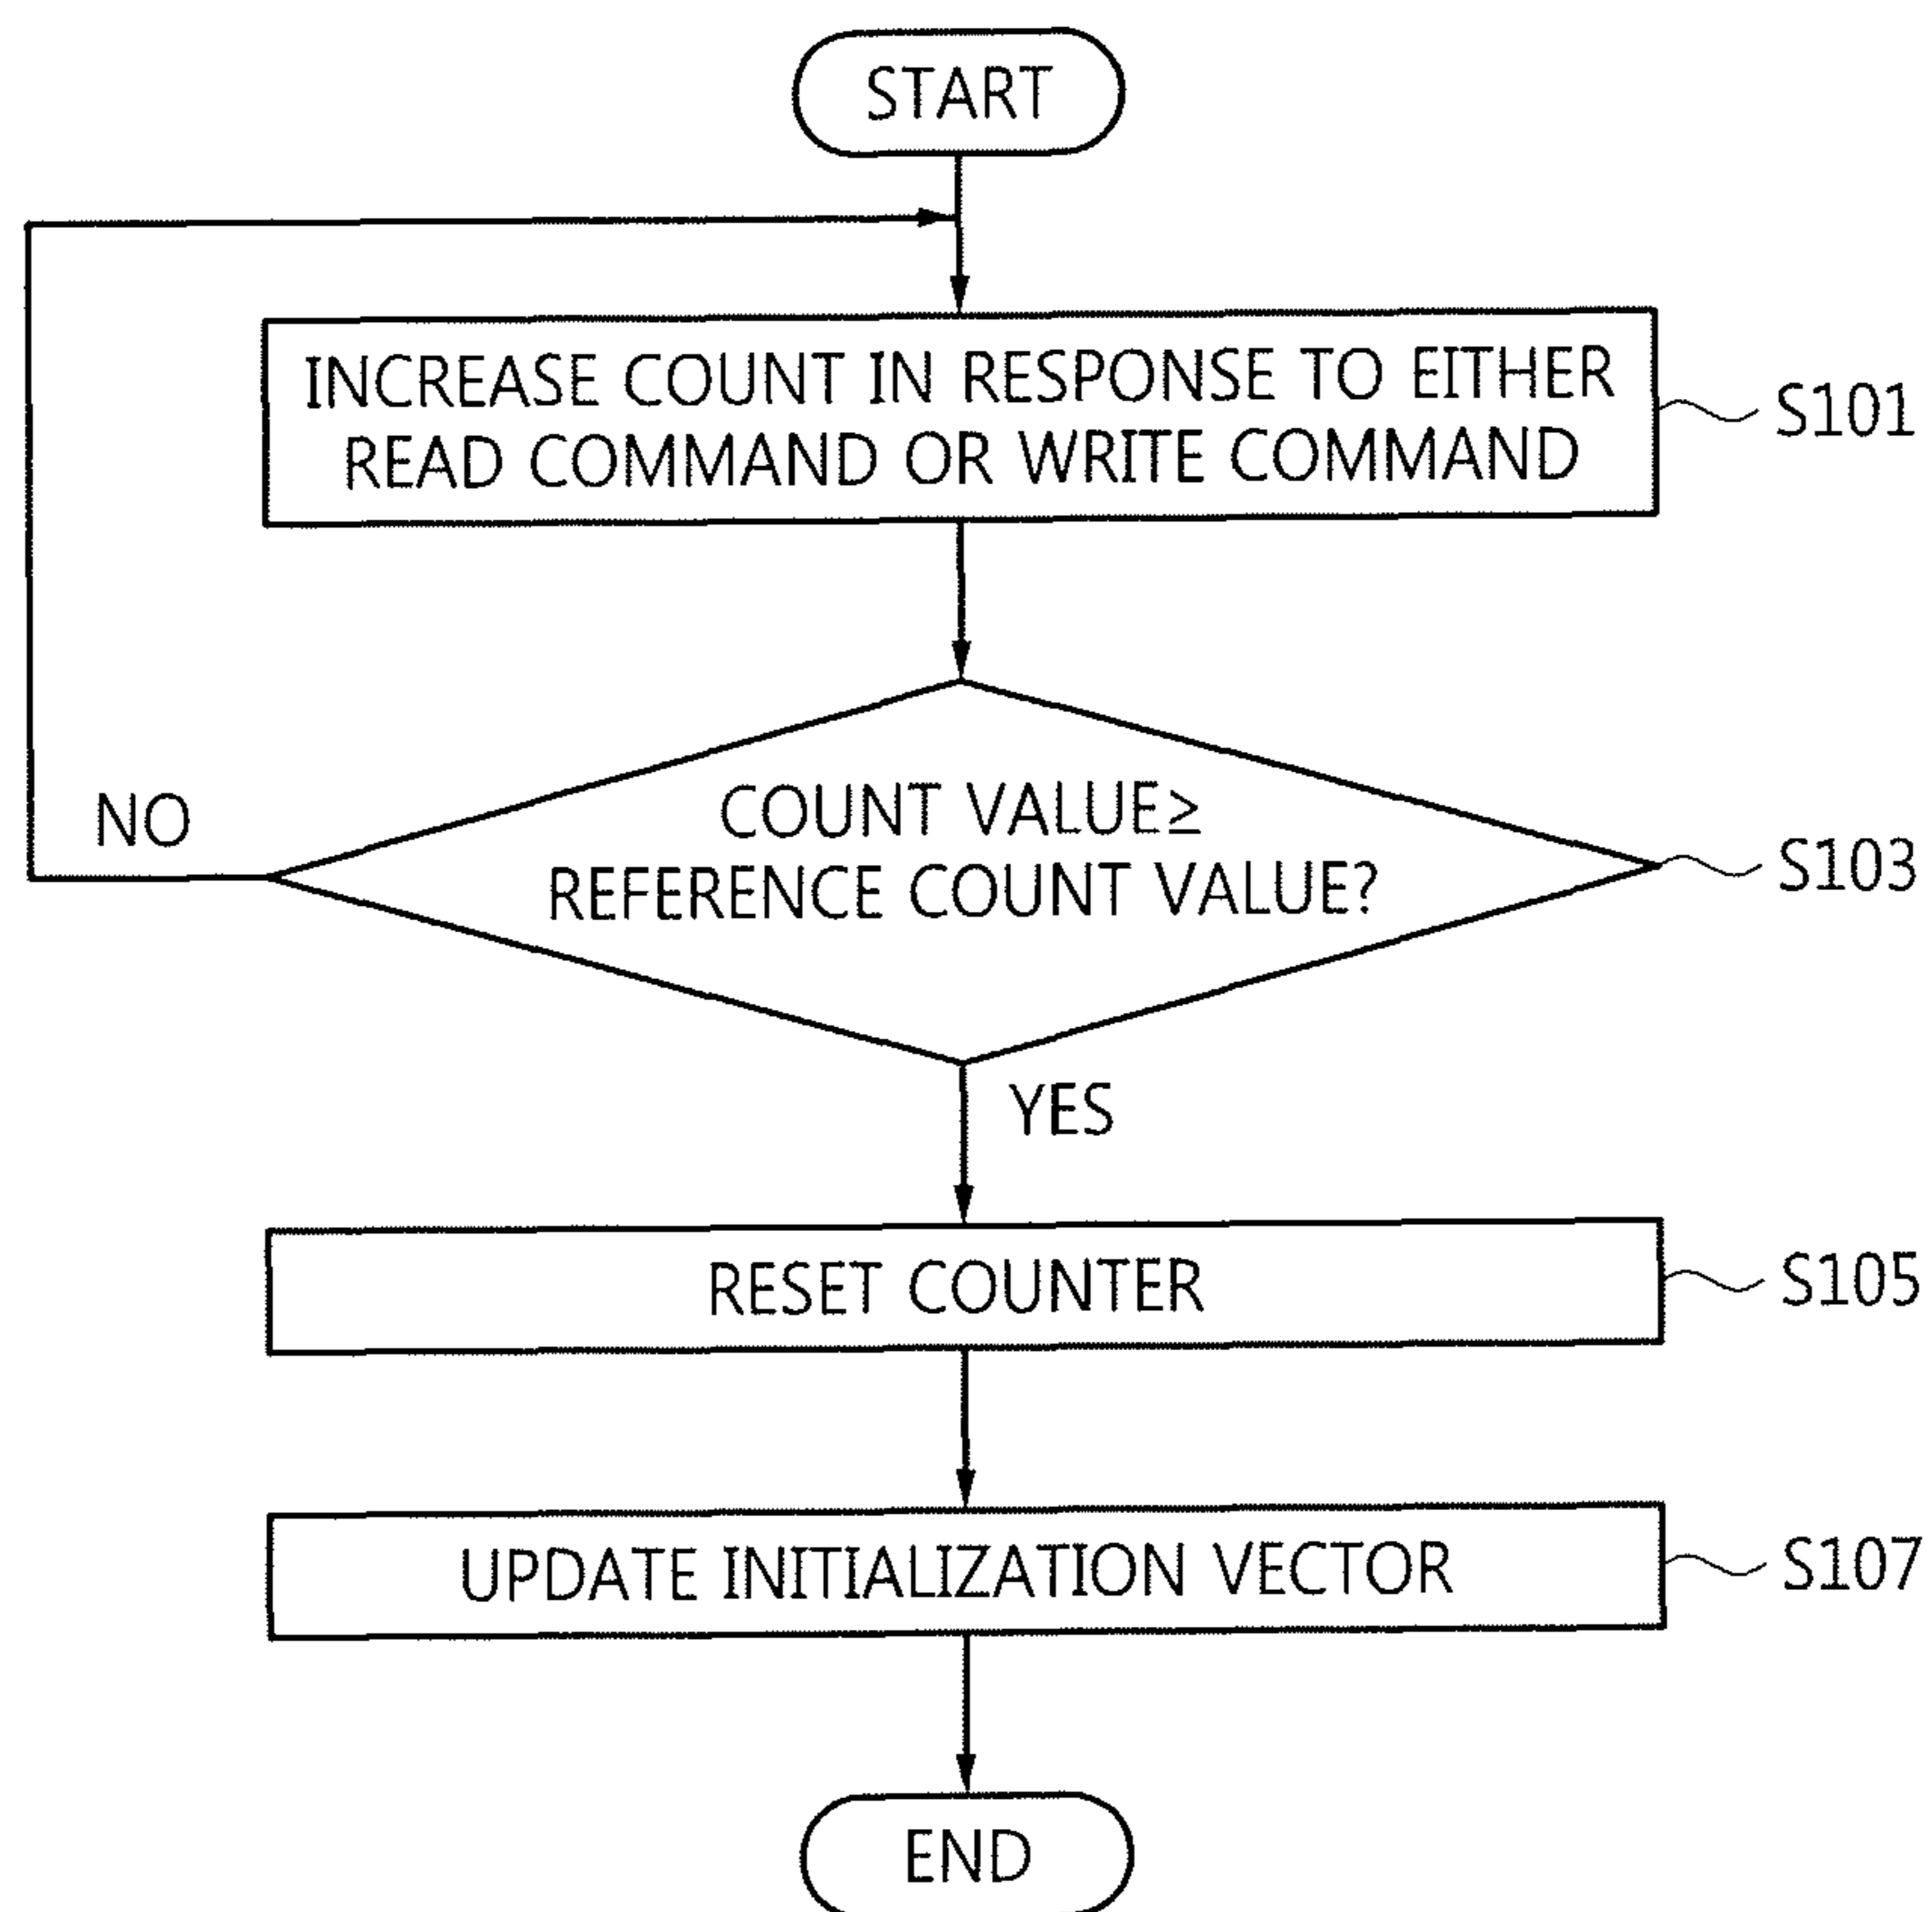 START
INCREASE COUNT IN RESPONSE TO EITHER
READ COMMAND OR WRITE COMMAND
S101
COUNT VALUE≥
REFERENCE COUNT VALUE?
S103
NO
YES
RESET COUNTER
S105
UPDATE INITIALIZATION VECTOR
S107
END